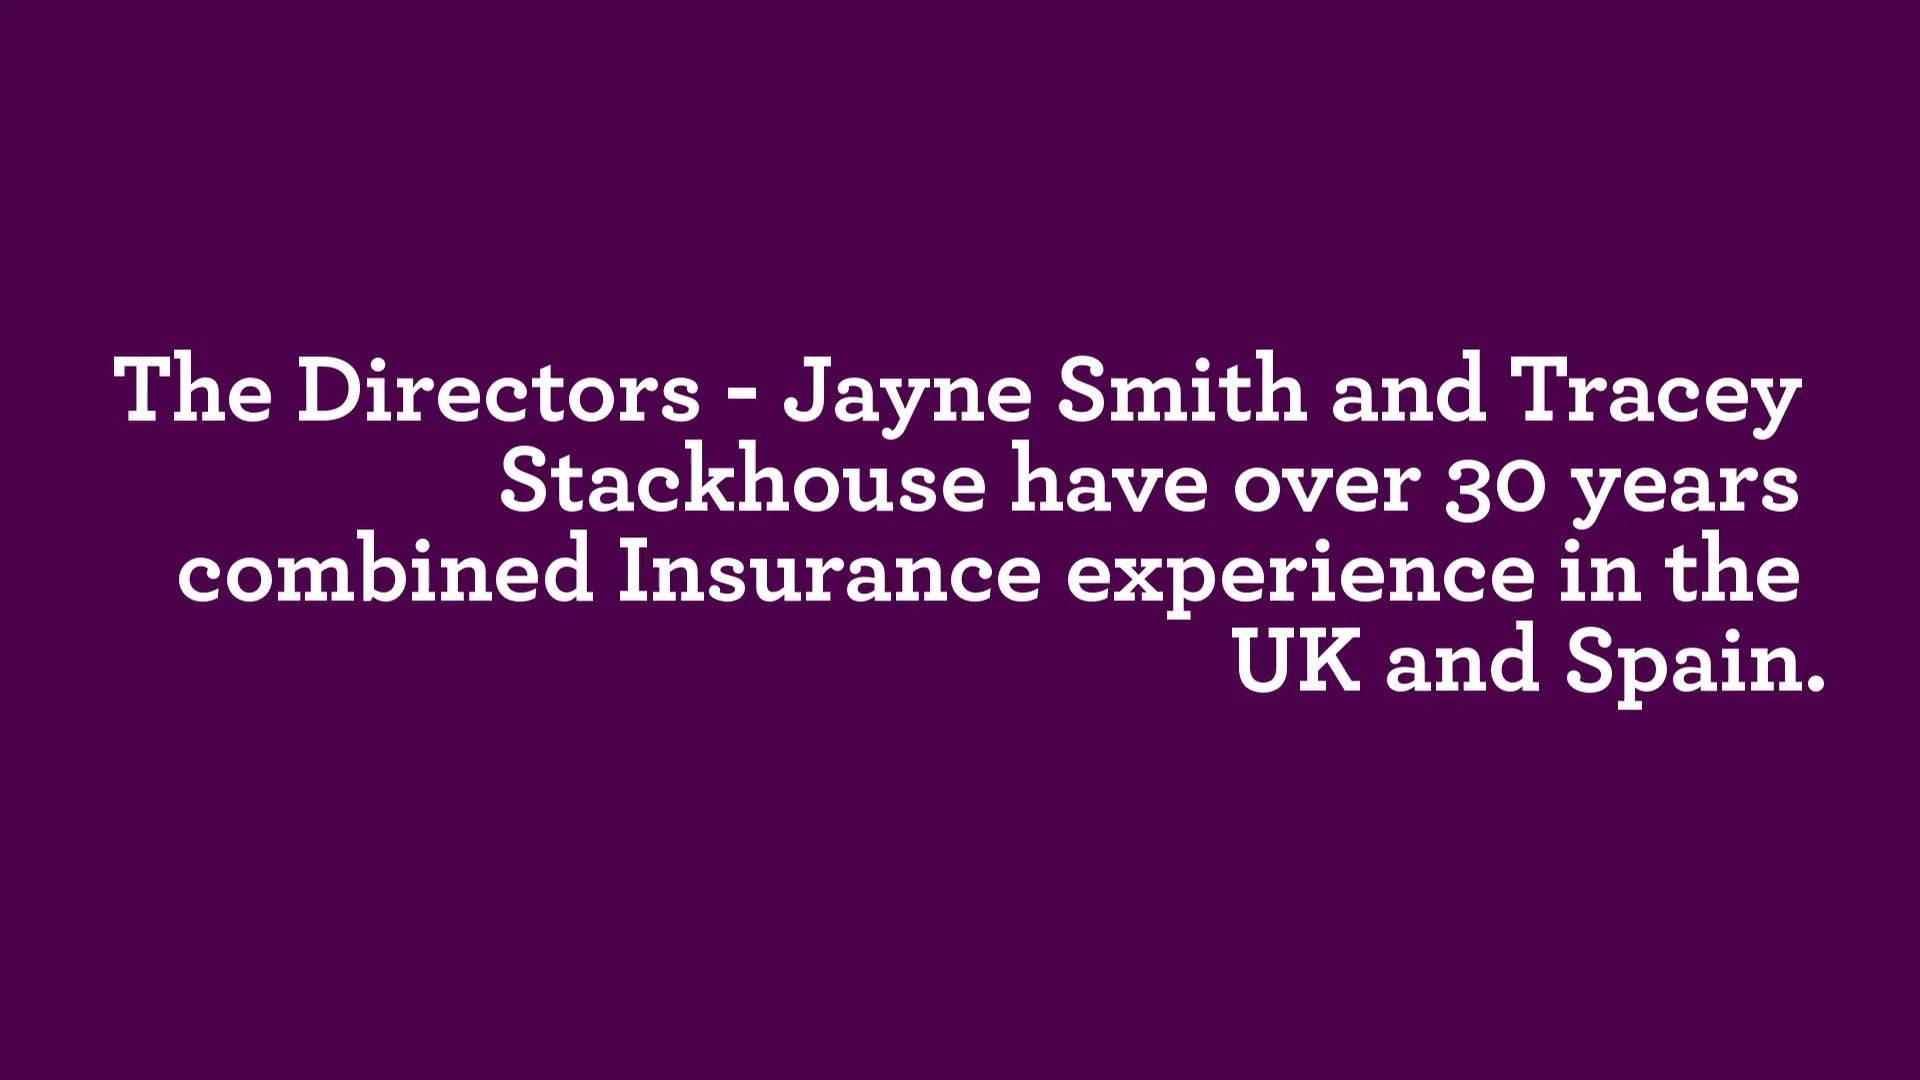 The Directors - Jayne Smith and Tracey
Stackhouse have over 30 years
combined Insurance experience in the
UK and Spain.